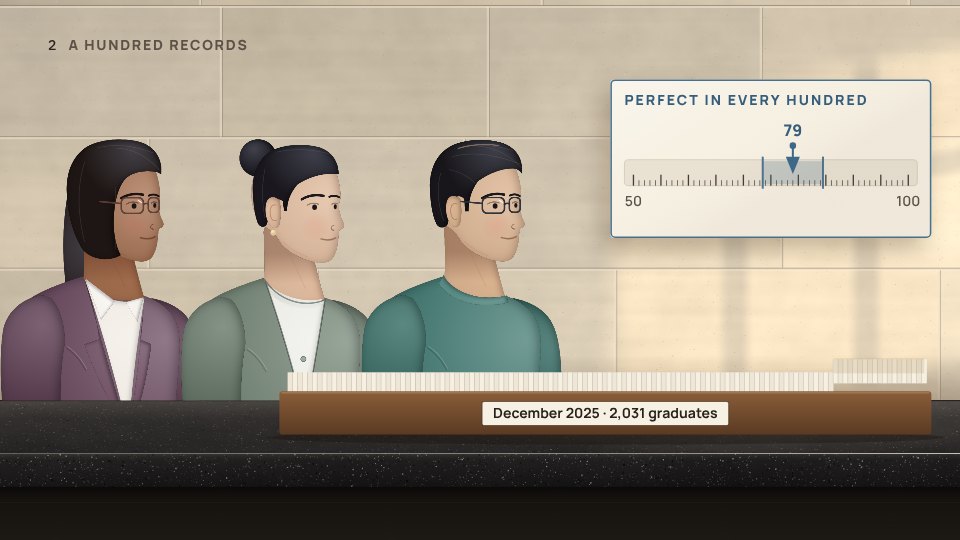 2 A HUNDRED RECORDS
PERFECT IN EVERY HUNDRED
79
50 100
December 2025 · 2,031 graduates